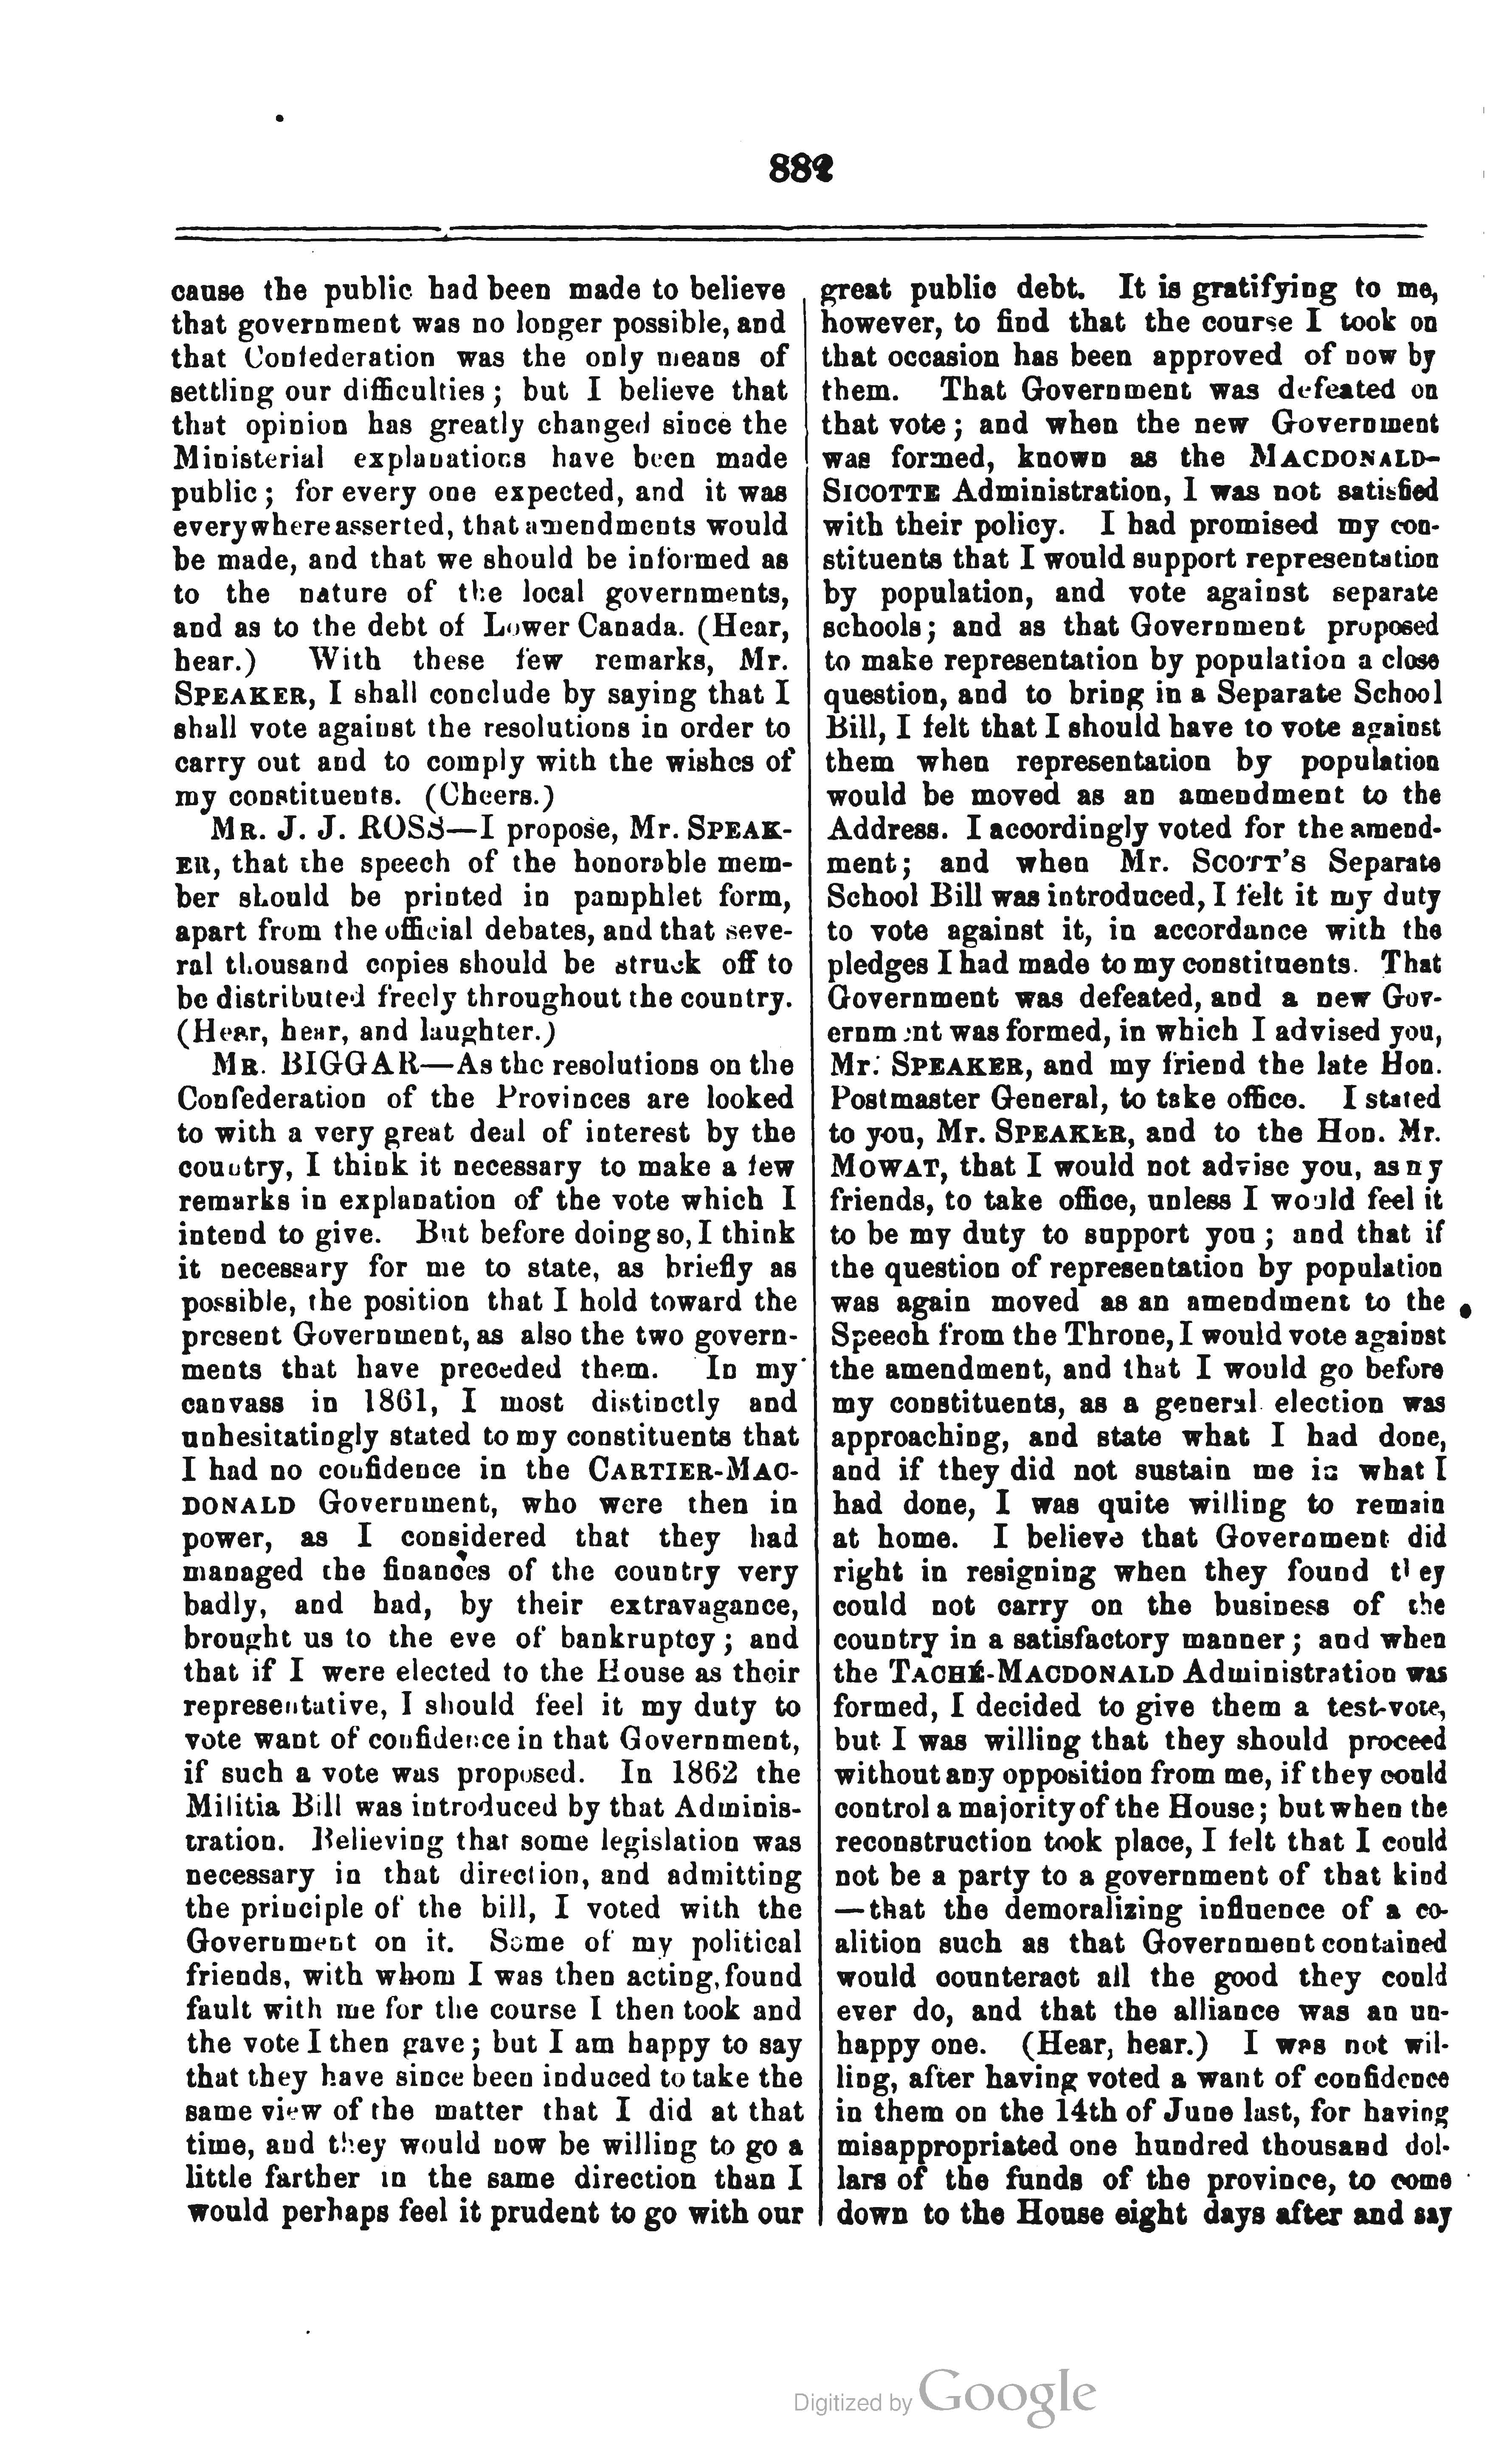 882
cause the public had been made to believe
that government was no longer possible, and
that Confederation was the only means of
settling our difficulties; but I believe that
that opinion has greatly changed since the
Ministerial explanations have been made
public; for every one expected, and it was
everywhere asserted, that amendments would
be made, and that we should be informed as
to the nature of the local governments,
and as to the debt of Lower Canada. (Hear,
hear.) With these few remarks, Mr.
SPEAKER, I shall conclude by saying that I
shall vote against the resolutions in order to
carry out and to comply with the wishes of
my constituents. (Cheers.)
MR. J. J. ROSS—I propose, Mr. SPEAK-
ER, that the speech of the honorable mem-
ber should be printed in pamphlet form,
apart from the official debates, and that seve-
ral thousand copies should be struck off to
be distributed freely throughout the country.
(Hear, hear, and laughter.)
MR. BIGGAR—As the resolutions on the
Confederation of the Provinces are looked
to with a very great deal of interest by the
country, I think it necessary to make a few
remarks in explanation of the vote which I
intend to give. But before doing so, I think
it necessary for me to state, as briefly as
possible, the position that I hold toward the
present Government, as also the two govern-
ments that have preceded them. In my
canvass in 1861, I most distinctly and
unhesitatingly stated to my constituents that
I had no confidence in the CARTIER-MAC-
DONALD Government, who were then in
power, as I considered that they had
managed the finances of the country very
badly, and had, by their extravagance,
brought us to the eve of bankruptcy; and
that if I were elected to the House as their
representative, I should feel it my duty to
vote want of confidence in that Government,
if such a vote was proposed. In 1862 the
Militia Bill was introduced by that Adminis-
tration. Believing that some legislation was
necessary in that direction, and admitting
the principle of the bill, I voted with the
Government on it. Some of my political
friends, with whom I was then acting, found
fault with me for the course I then took and
the vote I then gave; but I am happy to say
that they have since been induced to take the
same view of the matter that I did at that
time, and they would now be willing to go a
little farther in the same direction than I
would perhaps feel it prudent to go with our
great public debt. It is gratifying to me,
however, to find that the course I took on
that occasion has been approved of now by
them. That Government was defeated on
that vote; and when the new Government
was formed, known as the MACDONALD-
SICOTTE Administration, I was not satisfied
with their policy. I had promised my con-
stituents that I would support representation
by population, and vote against separate
schools; and as that Government proposed
to make representation by population a close
question, and to bring in a Separate School
Bill, I felt that I should have to vote against
them when representation by population
would be moved as an amendment to the
Address. I accordingly voted for the amend-
ment; and when Mr. SCOTT'S Separate
School Bill was introduced, I felt it my duty
to vote against it, in accordance with the
pledges I had made to my constituents. That
Government was defeated, and a new Gov-
ernment was formed, in which I advised you,
Mr. SPEAKER, and my friend the late Hon.
Postmaster General, to take office. I stated
to you, Mr. SPEAKER, and to the Hon. Mr.
MOWAT, that I would not advise you, as my
friends, to take office, unless I would feel it
to be my duty to support you; and that if
the question of representation by population
was again moved as an amendment to the
Speech from the Throne, I would vote against
the amendment, and that I would go before
my constituents, as a general election was
approaching, and state what I had done,
and if they did not sustain me in what I
had done, I was quite willing to remain
at home. I believe that Government did
right in resigning when they found they
could not carry on the business of the
country in a satisfactory manner; and when
the TACHÉ-MACDONALD Administration was
formed, I decided to give them a test-vote,
but I was willing that they should proceed
without any opposition from me, if they could
control a majority of the House; but when the
reconstruction took place, I felt that I could
not be a party to a government of that kind
—that the demoralizing influence of a co-
alition such as that Government contained
would counteract all the good they could
ever do, and that the alliance was an un-
happy one. (Hear, hear.) I was not wil-
ling, after having voted a want of confidence
in them on the 14th of June last, for having
misappropriated one hundred thousand dol-
lars of the funds of the province, to come
down to the House eight days after and say
Digitized by Google